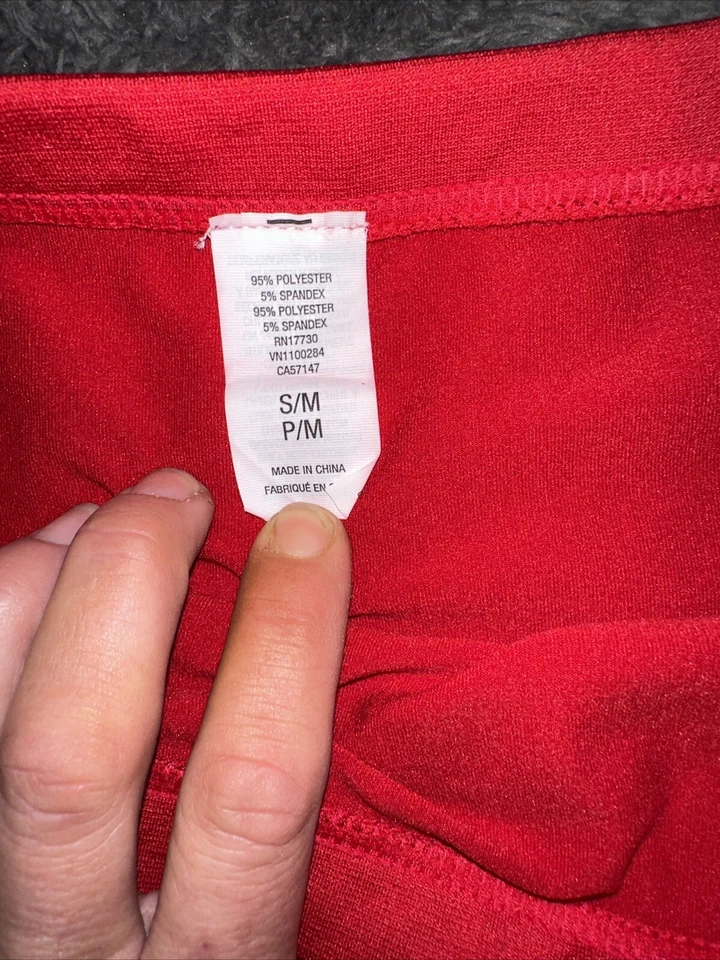 95% POLYESTER
5% SPANDEX
95% POLYESTER
5% SPANDEX
RN17730
VN1100284
CA57147
S/M
P/M
MADE IN CHINA
FABRIQUÉ EN